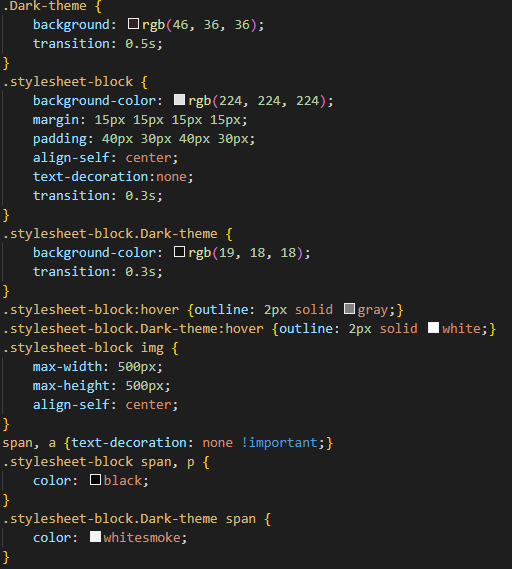 .Dark-theme {
    background: rgb(46, 36, 36);
    transition: 0.5s;
}
.stylesheet-block {
    background-color: rgb(224, 224, 224);
    margin: 15px 15px 15px 15px;
    padding: 40px 30px 40px 30px;
    align-self: center;
    text-decoration:none;
    transition: 0.3s;
}
.stylesheet-block.Dark-theme {
    background-color: rgb(19, 18, 18);
    transition: 0.3s;
}
.stylesheet-block:hover {outline: 2px solid gray;}
.stylesheet-block.Dark-theme:hover {outline: 2px solid white;}
.stylesheet-block img {
    max-width: 500px;
    max-height: 500px;
    align-self: center;
}
span, a {text-decoration: none !important;}
.stylesheet-block span, p {
    color: black;
}
.stylesheet-block.Dark-theme span {
    color: whitesmoke;
}